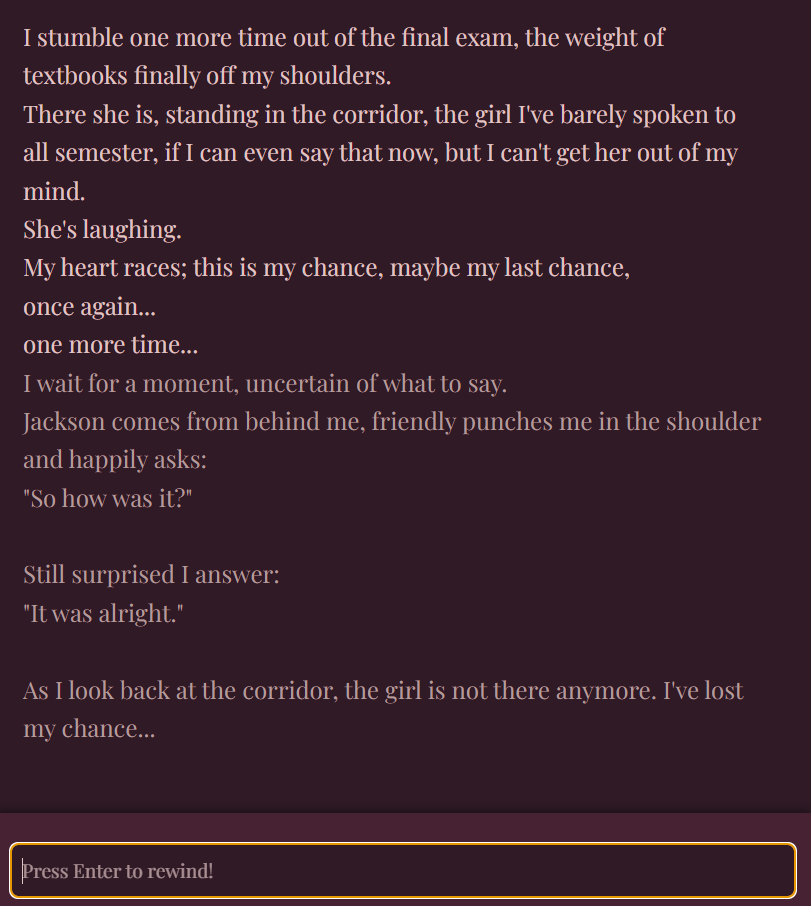 I stumble one more time out of the final exam, the weight of
textbooks finally off my shoulders.
There she is, standing in the corridor, the girl I've barely spoken to
all semester, if I can even say that now, but I can't get her out of my
mind.
She's laughing.
My heart races; this is my chance, maybe my last chance,
once again...
one more time...
I wait for a moment, uncertain of what to say.
Jackson comes from behind me, friendly punches me in the shoulder
and happily asks:
"So how was it?"
Still surprised I answer:
"It was alright."
As I look back at the corridor, the girl is not there anymore. I've lost
my chance...
Press Enter to rewind!